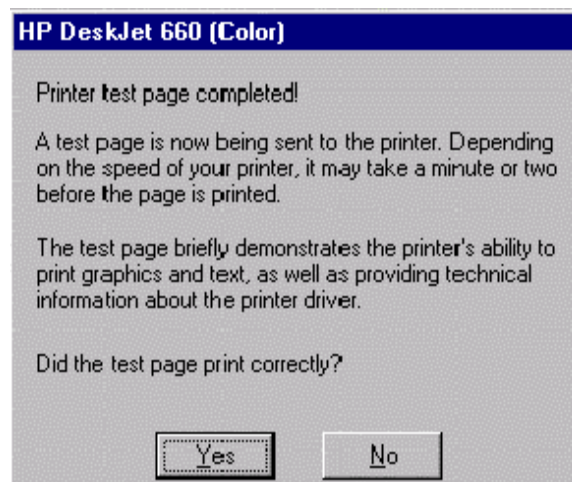 HP DeskJet 660 (Color)
Printer test page completed!
A test page is now being sent to the printer. Depending
on the speed of your printer, it may take a minute or two
before the page is printed.
The test page briefly demonstrates the printer's ability to
print graphics and text, as well as providing technical
information about the printer driver.
Did the test page print correctly?
Yes No